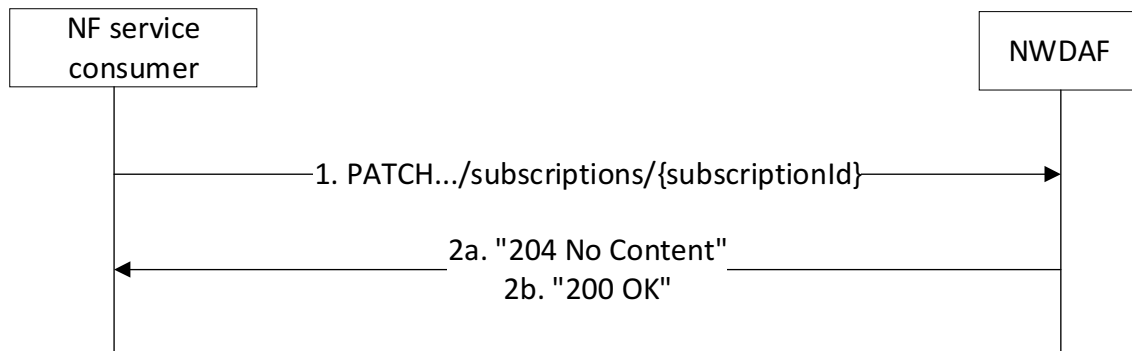 NF service
consumer
NWDAF
1. PATCH.../subscriptions/{subscriptionId}
2a. "204 No Content"
2b. "200 OK"